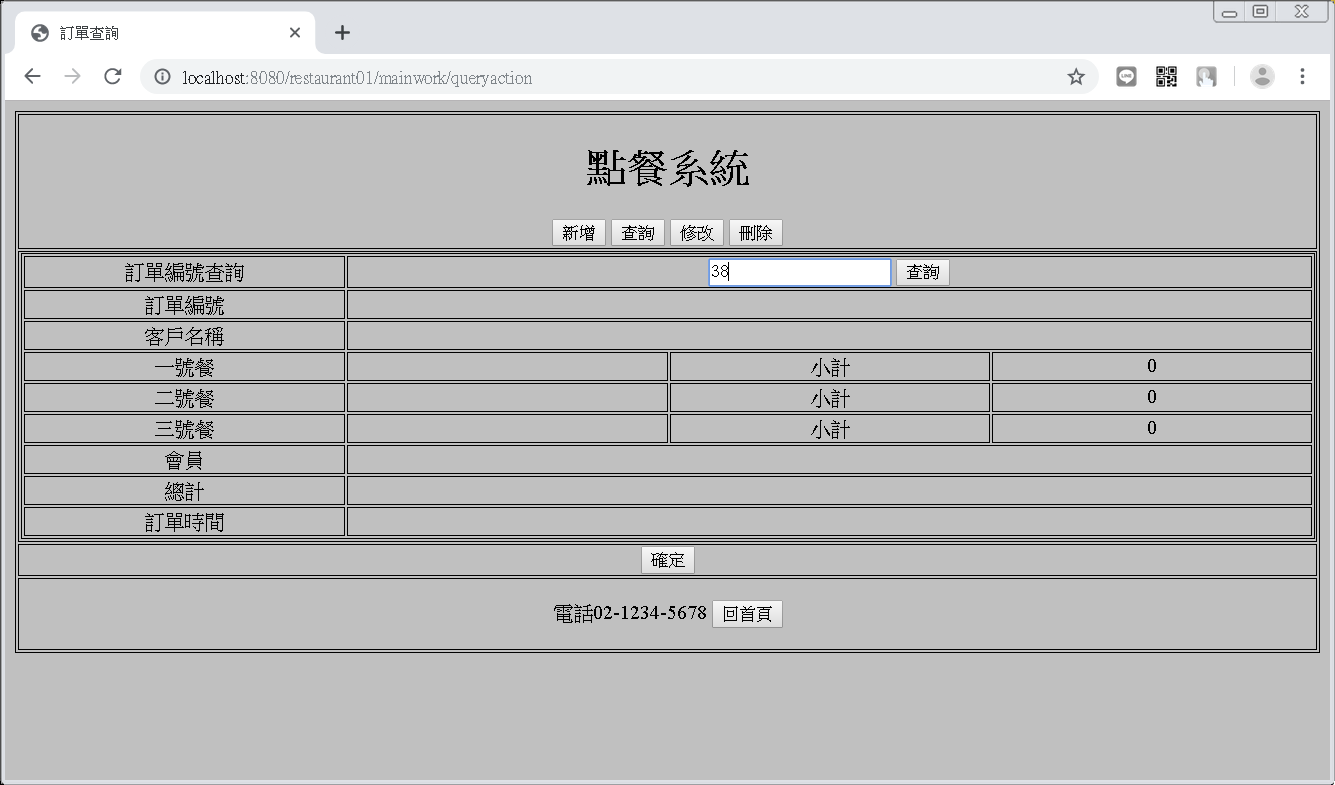 訂單查詢
localhost:8080/restaurant01/mainwork/queryaction
點餐系統
新增 查詢 修改 刪除
訂單編號查詢 38 查詢
訂單編號
客戶名稱
一號餐 小計 0
二號餐 小計 0
三號餐 小計 0
會員
總計
訂單時間
確定
電話02-1234-5678 回首頁